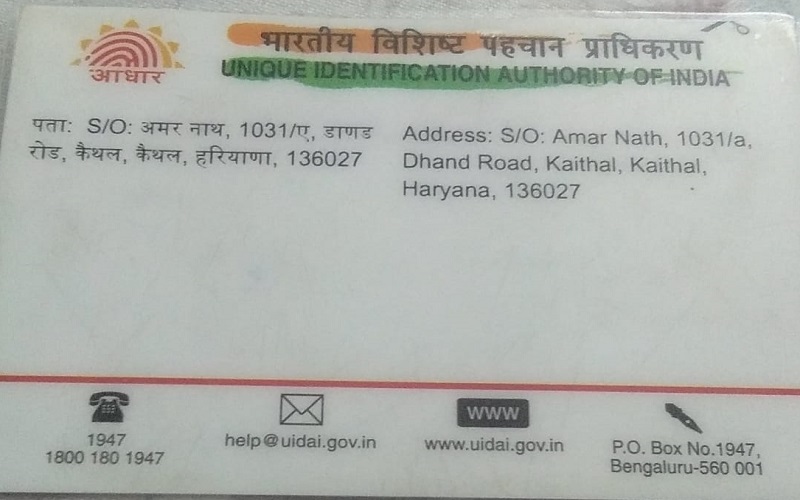 भारतीय विशिष्ट पहचान प्राधिकरण
आधार
UNIQUE IDENTIFICATION AUTHORITY OF INDIA
पता: S/O: अमर नाथ, 1031/ए, डाणड
रोड, कैथल, कैथल, हरियाणा, 136027
Address: S/O: Amar Nath, 1031/a,
Dhand Road, Kaithal, Kaithal,
Haryana, 136027
1947
1800 180 1947
help@uidai.gov.in
www
www.uidai.gov.in
P.O. Box No.1947,
Bengaluru-560 001